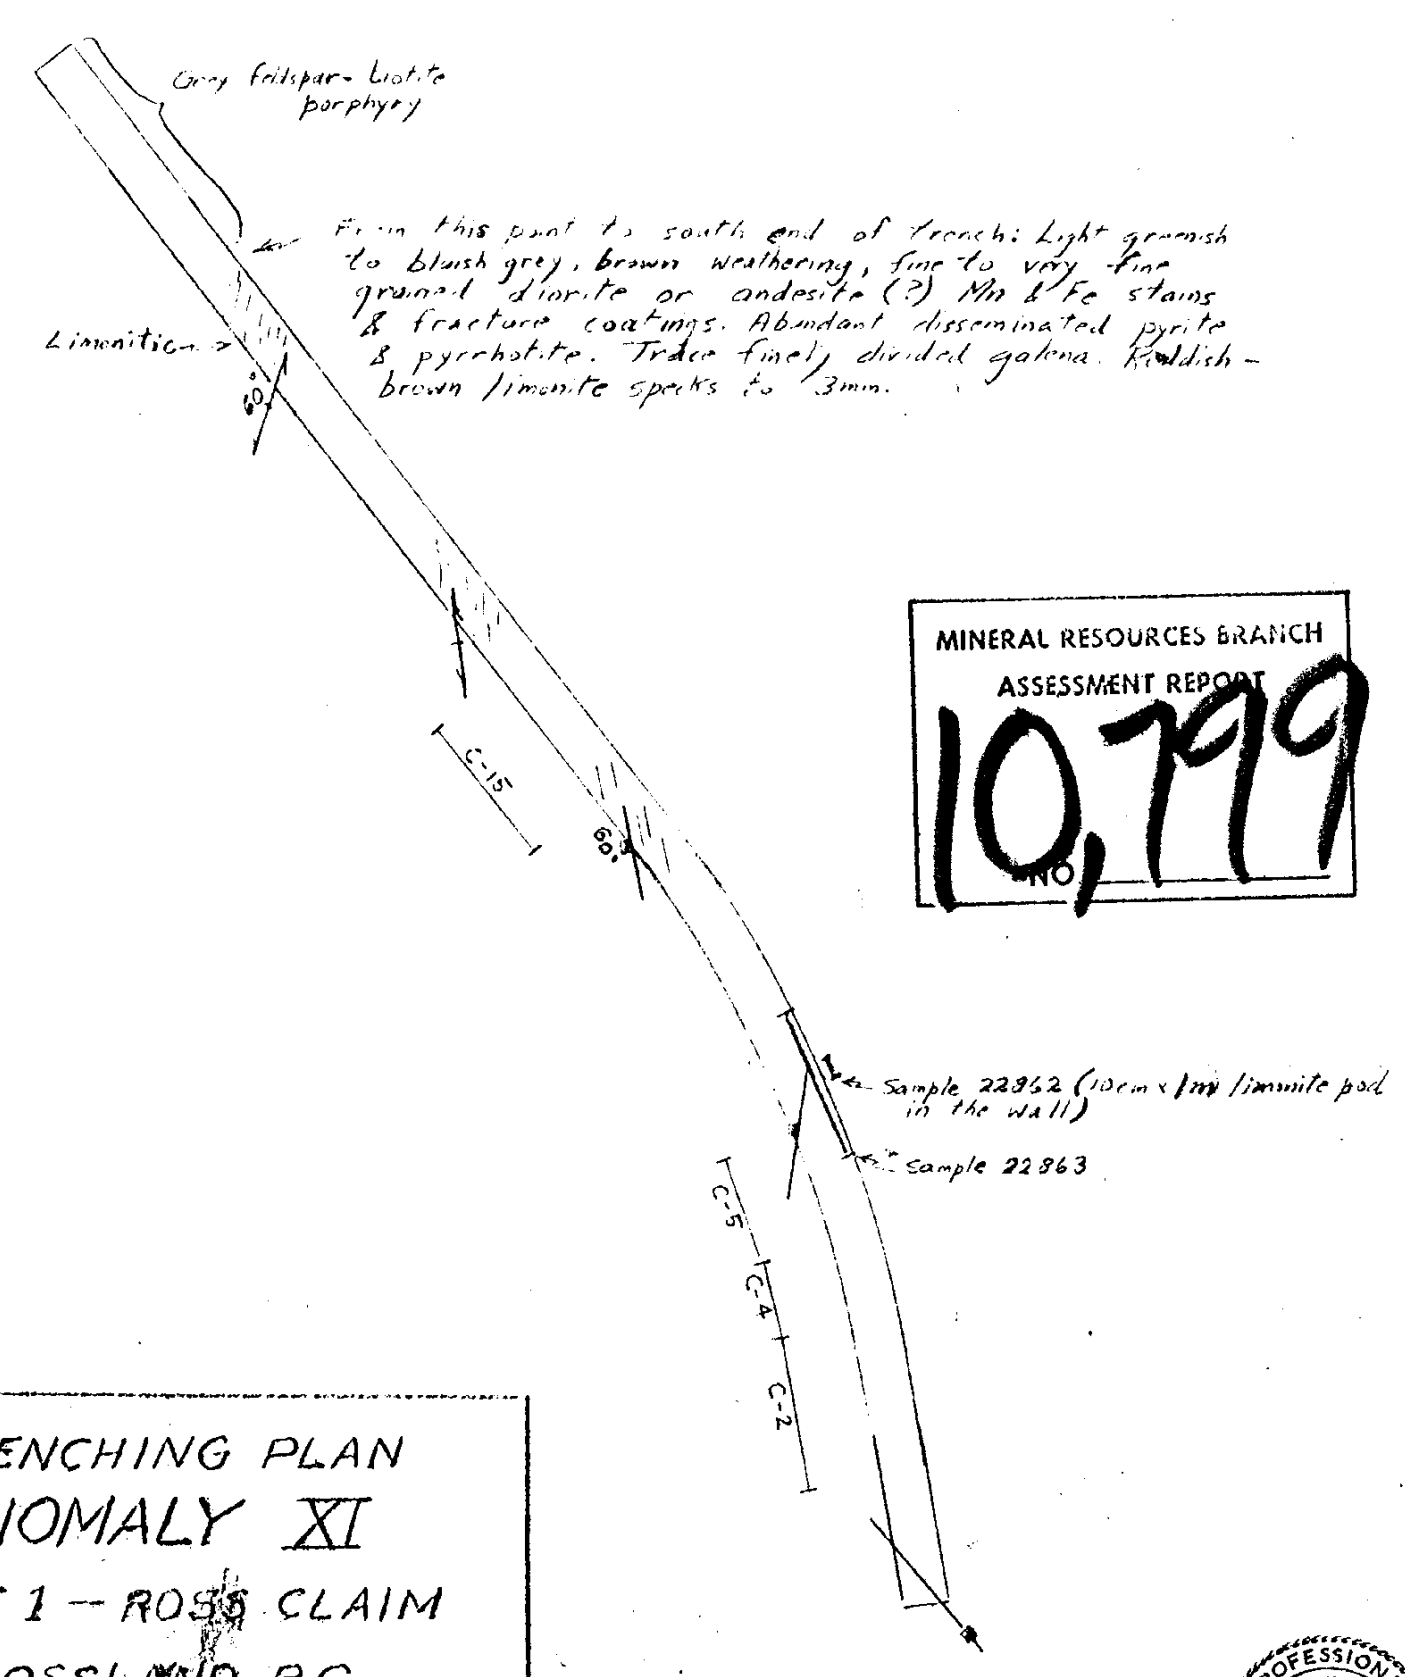 Grey feldspar-biotite
porphyry
From this point to south end of trench: Light greenish
to bluish grey, brown weathering, fine to very fine
grained diorite or andesite (?) Mn & Fe stains
& fracture coatings. Abundant disseminated pyrite
& pyrrhotite. Trace finely divided galena. Reddish-
brown limonite specks to 3mm.
Limonitic
60°
MINERAL RESOURCES BRANCH
ASSESSMENT REPORT
10,799
NO
C-15
60°
Sample 22862 (10cm x 1m limonite pod
in the wall)
Sample 22863
C-5
C-4
C-2
ENCHING PLAN
NOMALY XI
1 - ROSS CLAIM
OSSLAND B.C.
OFESSION